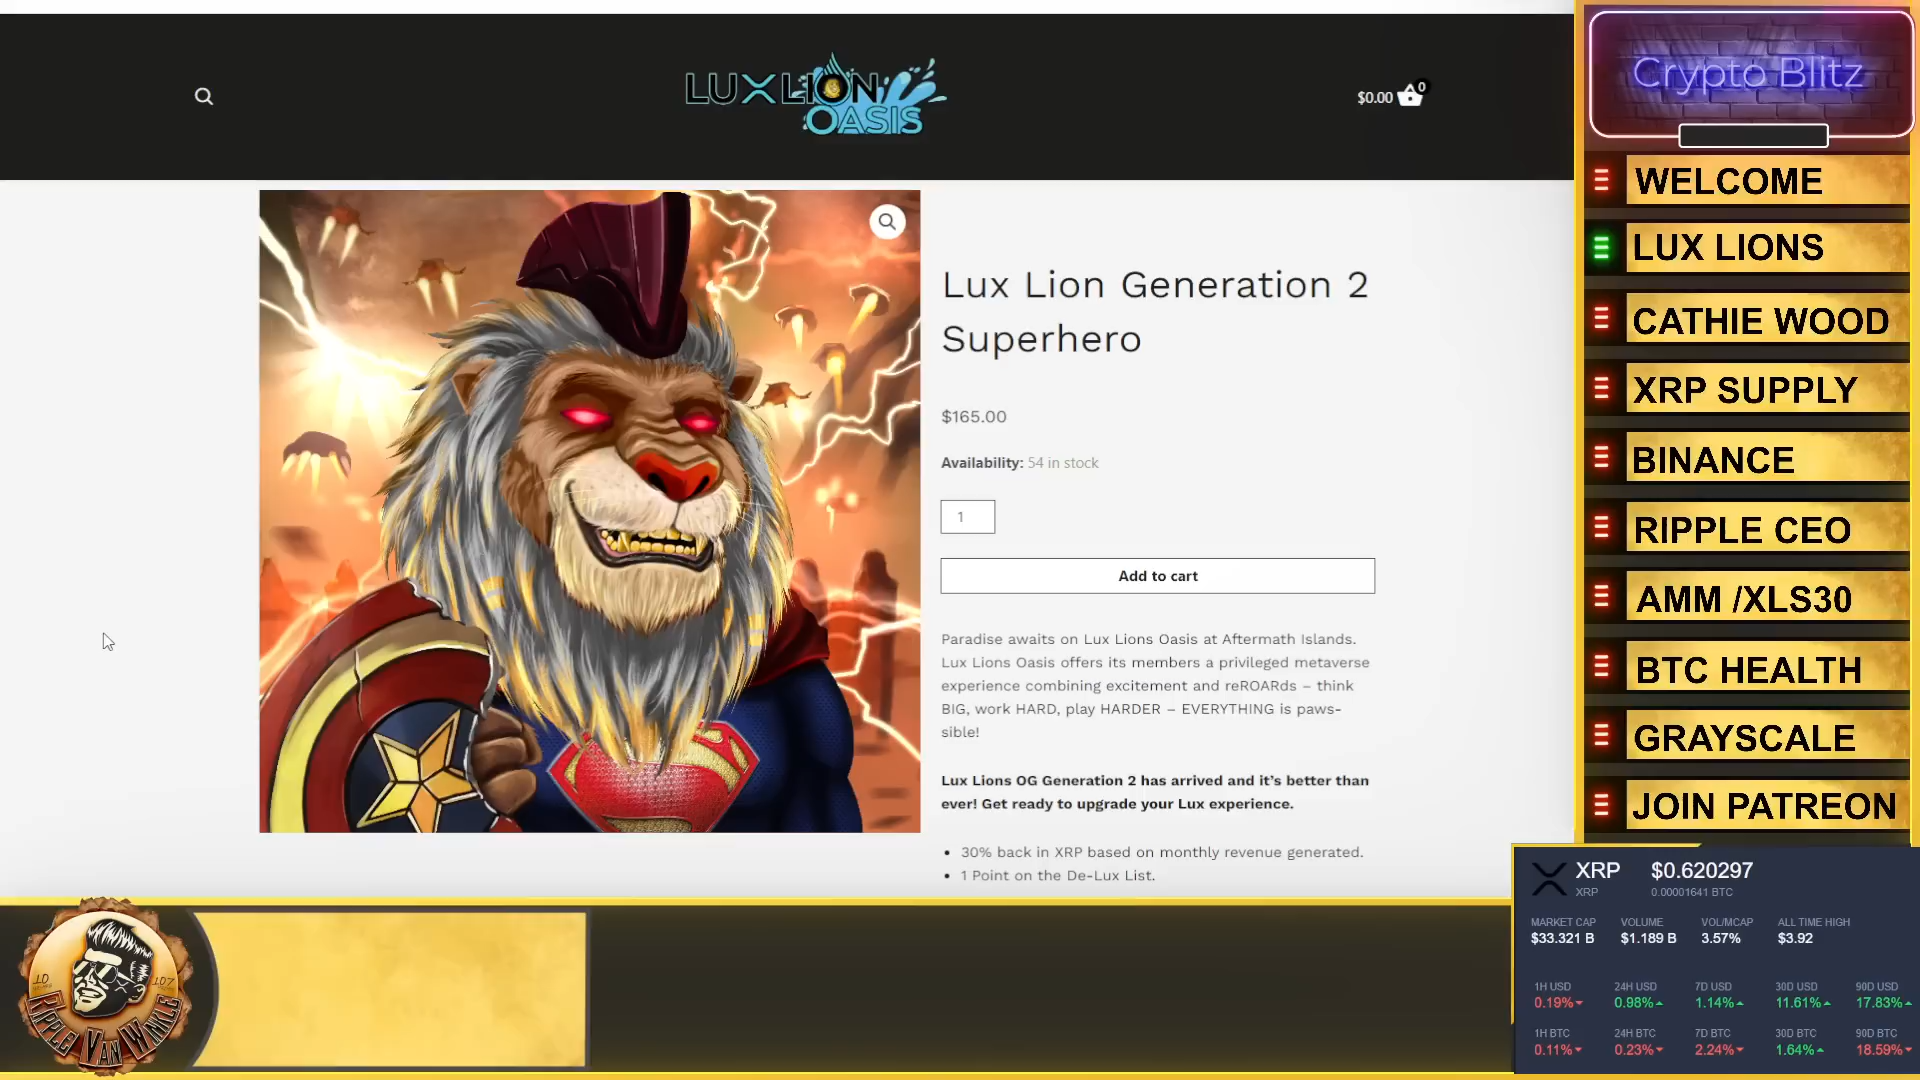 LUX LION
OASIS
$0.00
0
Lux Lion Generation 2
Superhero
$165.00
Availability: 54 in stock
1
Add to cart
Paradise awaits on Lux Lions Oasis at Aftermath Islands.
Lux Lions Oasis offers its members a privileged metaverse
experience combining excitement and reROARds – think
BIG, work HARD, play HARDER – EVERYTHING is paws-
sible!
Lux Lions OG Generation 2 has arrived and it's better than
ever! Get ready to upgrade your Lux experience.
• 30% back in XRP based on monthly revenue generated.
• 1 Point on the De-Lux List.
Crypto Blitz
WELCOME
LUX LIONS
CATHIE WOOD
XRP SUPPLY
BINANCE
RIPPLE CEO
AMM /XLS30
BTC HEALTH
GRAYSCALE
JOIN PATREON
XRP $0.620297
XRP 0.00001641 BTC
MARKET CAP VOLUME VOL/MCAP ALL TIME HIGH
$33.321 B $1.189 B 3.57% $3.92
1H USD 24H USD 7D USD 30D USD 90D USD
0.19% 0.98% 1.14% 11.61% 17.83%
1H BTC 24H BTC 7D BTC 30D BTC 90D BTC
0.11% 0.23% 2.24% 1.64% 18.59%
10 107
RIPPLE VAN WINKLE